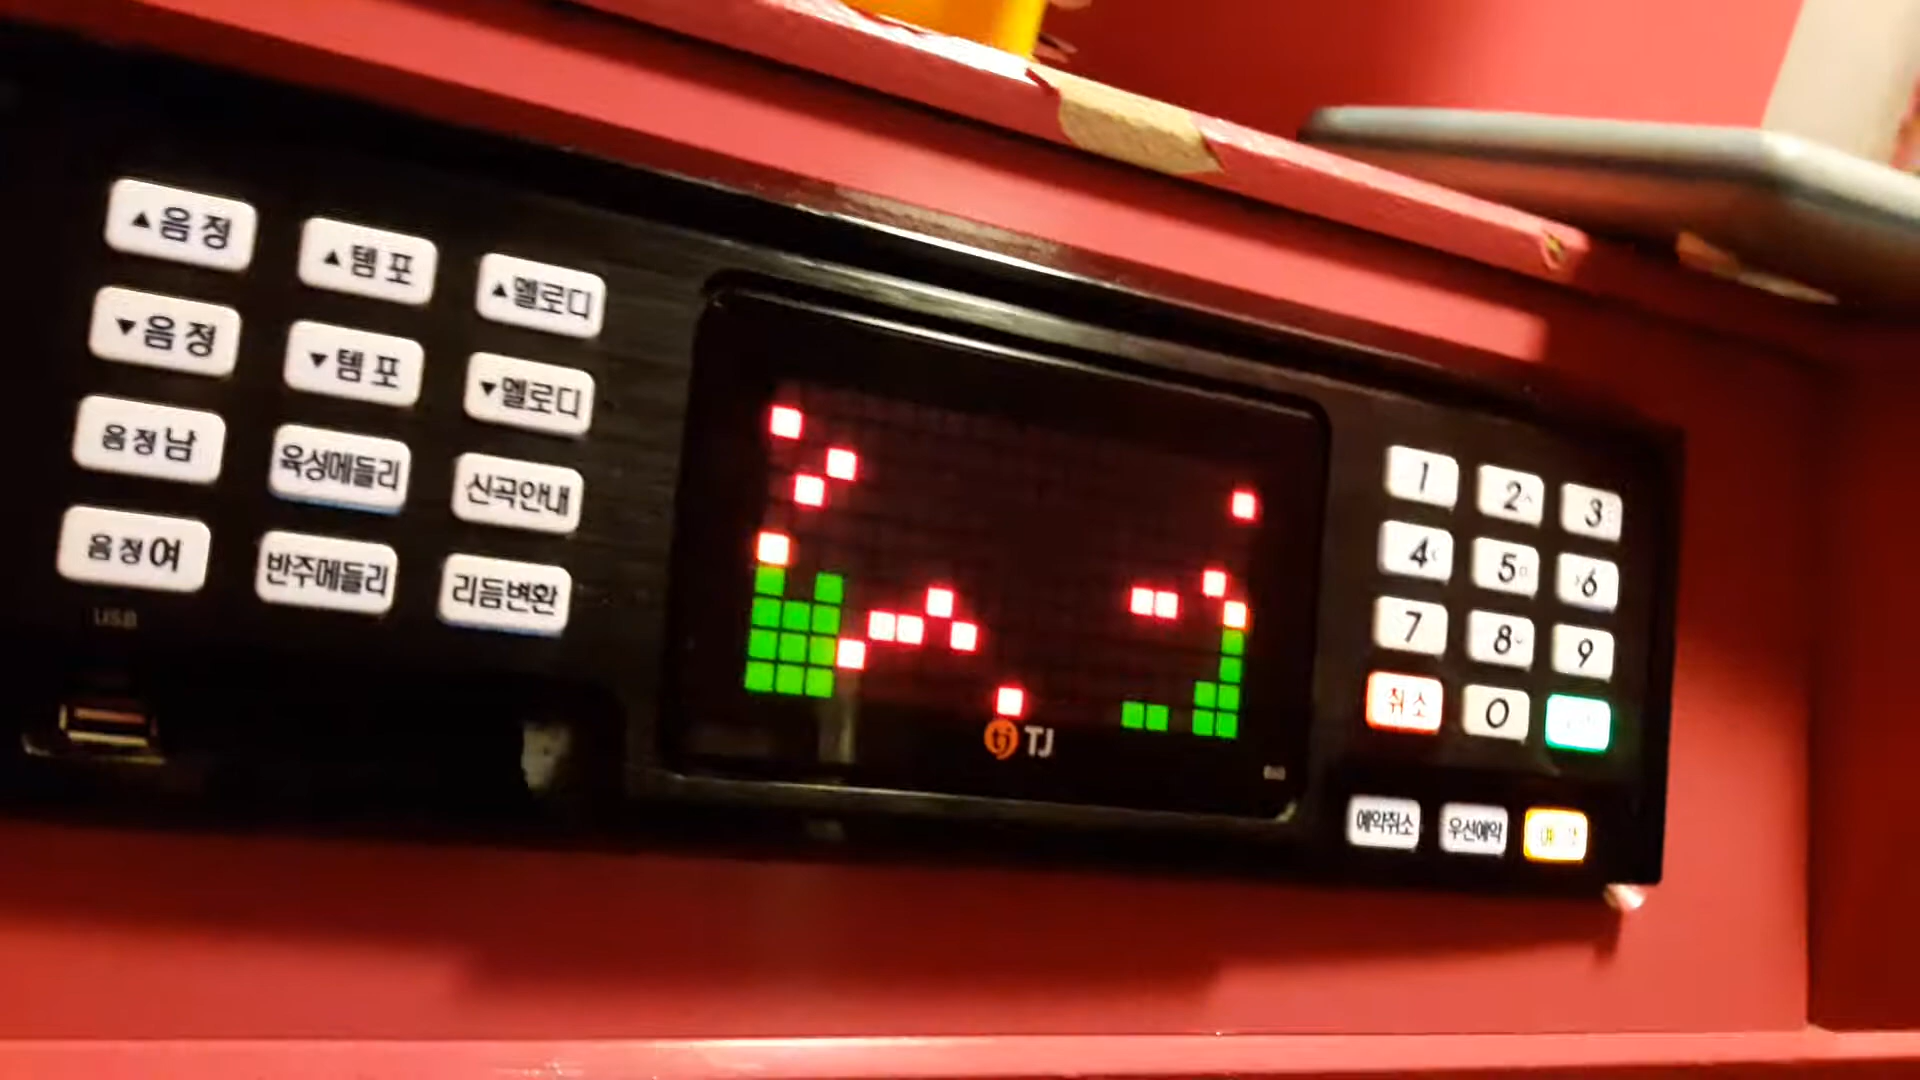 ▲음정
▲템포
▲멜로디
▼음정
▼템포
▼멜로디
음정남
육성메들리
신곡안내
음정여
반주메들리
리듬변환
USB
tj TJ
1 2 3
4 5 6
7 8 9
취소 0
예약취소 우선예약